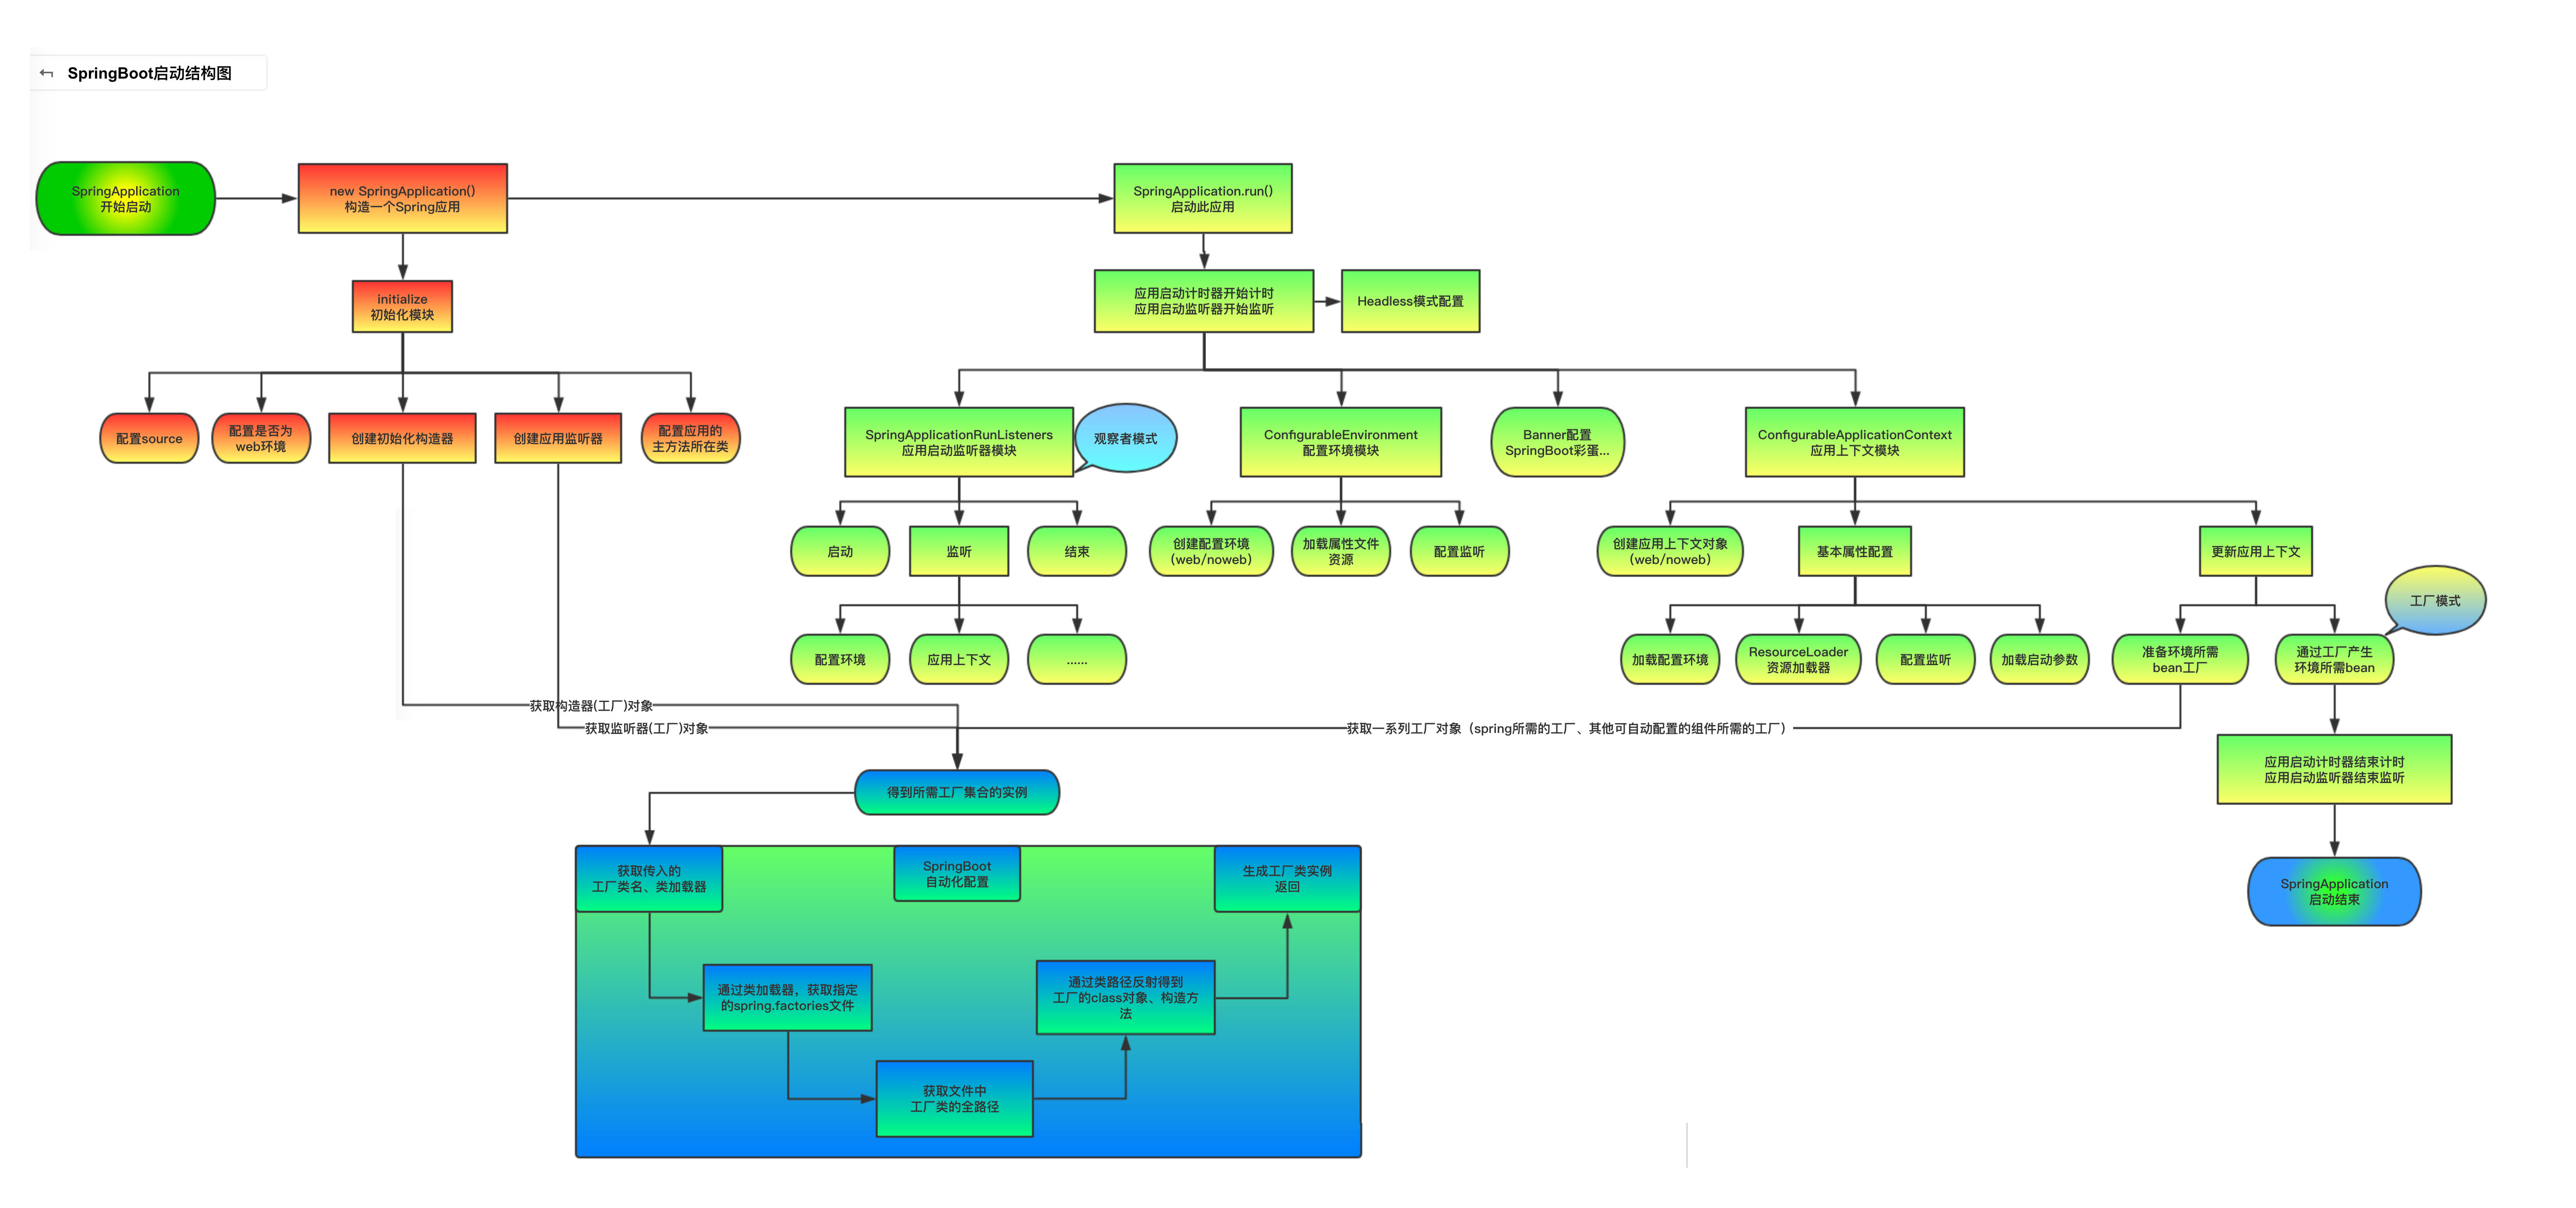 SpringBoot启动结构图
SpringApplication
开始启动
new SpringApplication()
构造一个Spring应用
SpringApplication.run()
启动此应用
initialize
初始化模块
应用启动计时器开始计时
应用启动监听器开始监听
Headless模式配置
配置source
配置是否为
web环境
创建初始化构造器
创建应用监听器
配置应用的
主方法所在类
SpringApplicationRunListeners
应用启动监听器模块
观察者模式
ConfigurableEnvironment
配置环境模块
Banner配置
SpringBoot彩蛋...
ConfigurableApplicationContext
应用上下文模块
启动
监听
结束
创建配置环境
(web/noweb)
加载属性文件
资源
配置监听
创建应用上下文对象
(web/noweb)
基本属性配置
更新应用上下文
工厂模式
配置环境
应用上下文
......
加载配置环境
ResourceLoader
资源加载器
配置监听
加载启动参数
准备环境所需
bean工厂
通过工厂产生
环境所需bean
获取构造器(工厂)对象
获取监听器(工厂)对象
获取一系列工厂对象（spring所需的工厂、其他可自动配置的组件所需的工厂）
应用启动计时器结束计时
应用启动监听器结束监听
得到所需工厂集合的实例
获取传入的
工厂类名、类加载器
SpringBoot
自动化配置
生成工厂类实例
返回
SpringApplication
启动结束
通过类加载器，获取指定
的spring.factories文件
通过类路径反射得到
工厂的class对象、构造方
法
获取文件中
工厂类的全路径